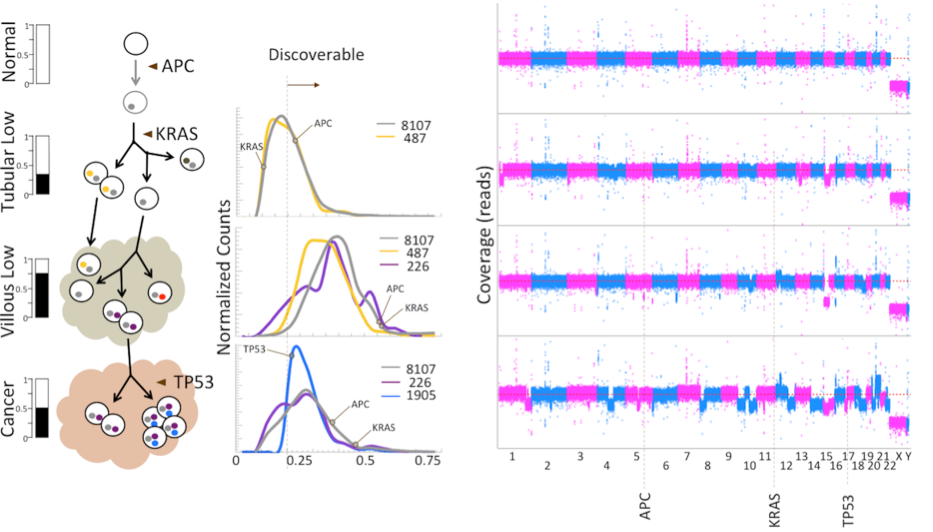 Normal
1
0.5
0
APC
Tubular Low
1
0.5
0
KRAS
Villous Low
1
0.5
0
Cancer
1
0.5
0
TP53
Discoverable
Normalized Counts
KRAS
APC
8107
487
8107
487
226
APC
KRAS
TP53
8107
226
1905
APC
KRAS
0 0.25 0.5 0.75
Coverage (reads)
1 3 5 7 9 11 13 15 17 19 21 X Y
2 4 6 8 10 12 14 16 18 20 22
APC
KRAS
TP53